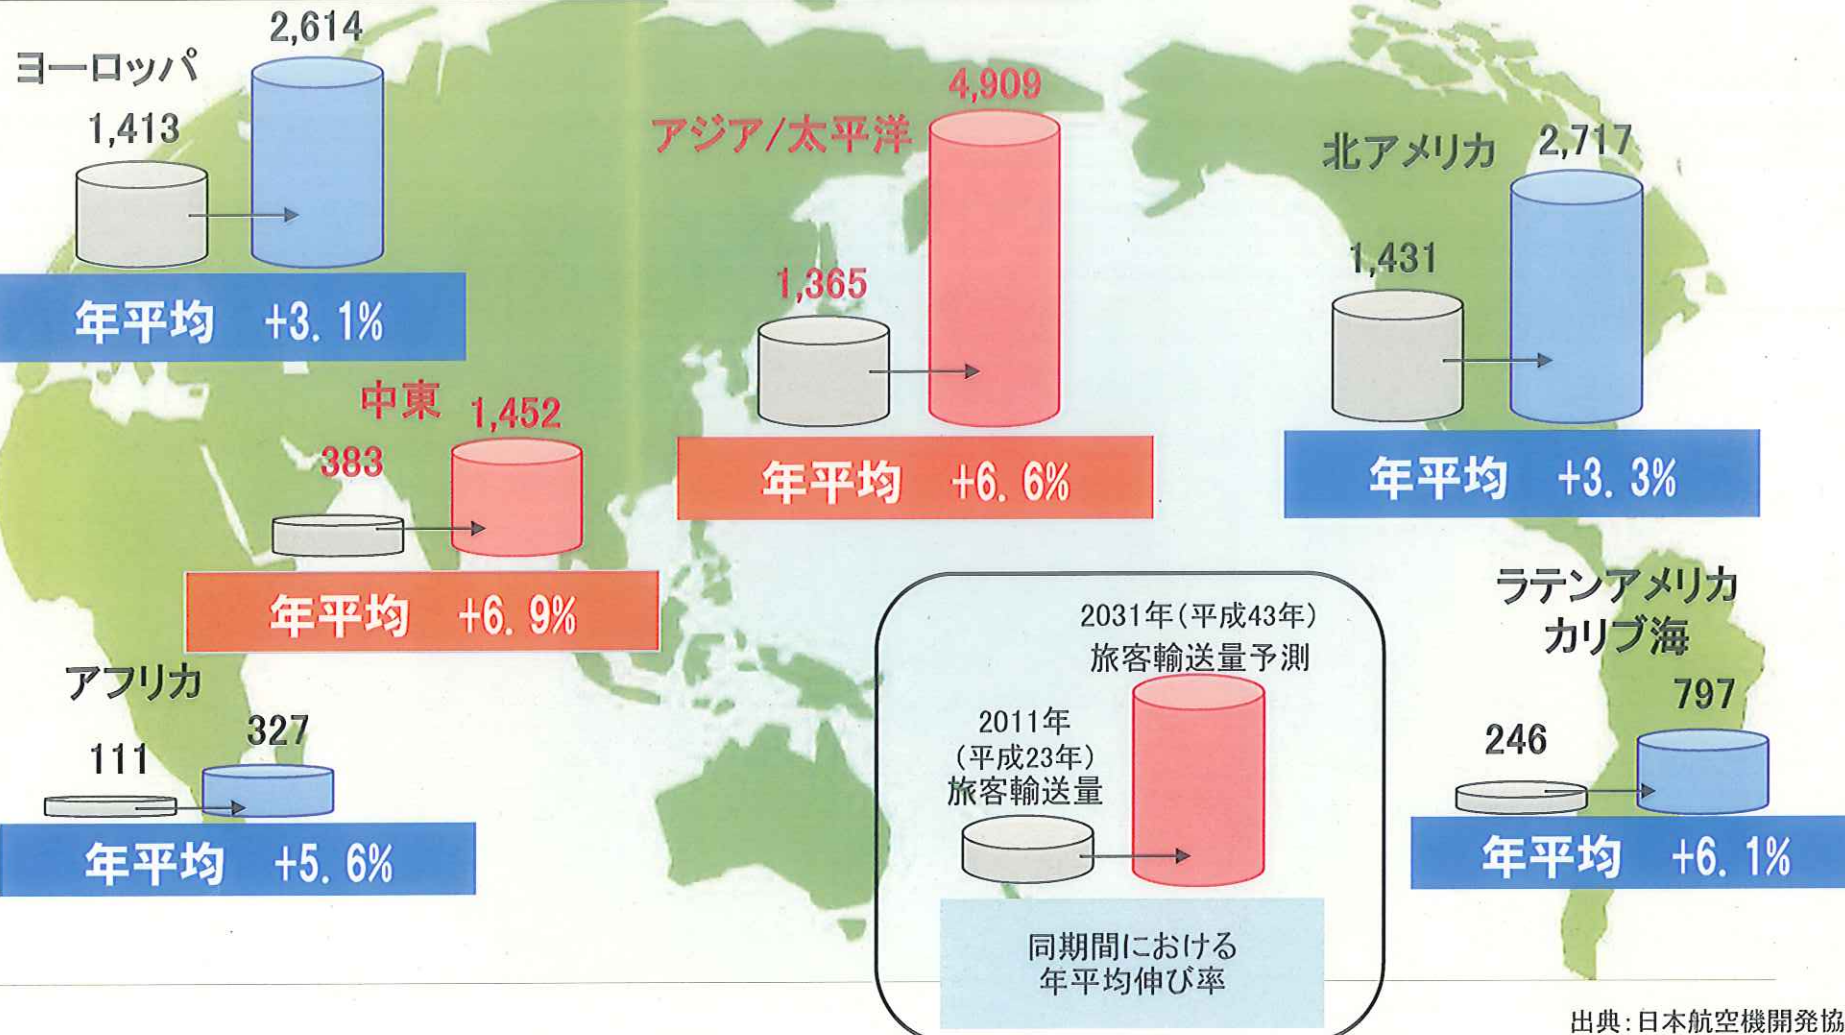 ヨーロッパ
1,413
2,614
年平均 +3.1%
アジア/太平洋
1,365
4,909
年平均 +6.6%
北アメリカ
1,431
2,717
年平均 +3.3%
中東
383
1,452
年平均 +6.9%
アフリカ
111
327
年平均 +5.6%
ラテンアメリカ
カリブ海
246
797
年平均 +6.1%
2031年(平成43年)
旅客輸送量予測
2011年
(平成23年)
旅客輸送量
同期間における
年平均伸び率
出典:日本航空機開発協